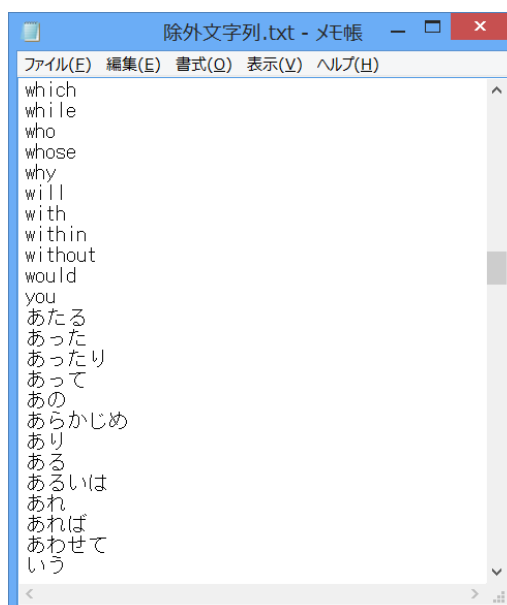 除外文字列.txt - メモ帳
ファイル(F) 編集(E) 書式(O) 表示(V) ヘルプ(H)
which
while
who
whose
why
will
with
within
without
would
you
あたる
あった
あったり
あって
あの
あらかじめ
あり
ある
あるいは
あれ
あれば
あわせて
いう